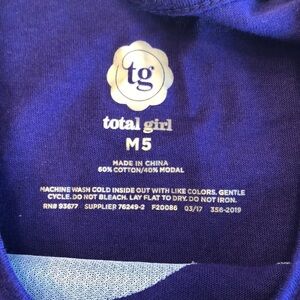 tg
total girl
M 5
MADE IN CHINA
60% COTTON/40% MODAL
MACHINE WASH COLD INSIDE OUT WITH LIKE COLORS. GENTLE
CYCLE. DO NOT BLEACH. LAY FLAT TO DRY. DO NOT IRON.
RN# 93677 SUPPLIER 76249-2 F20086 03/17 356-2019